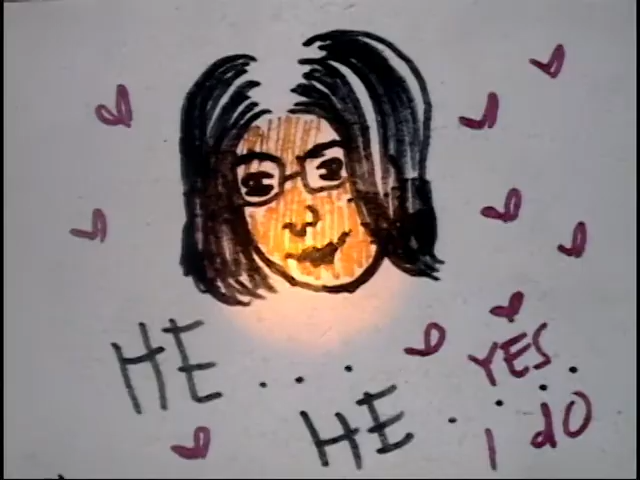 HE ...
HE ....
YES
I dO